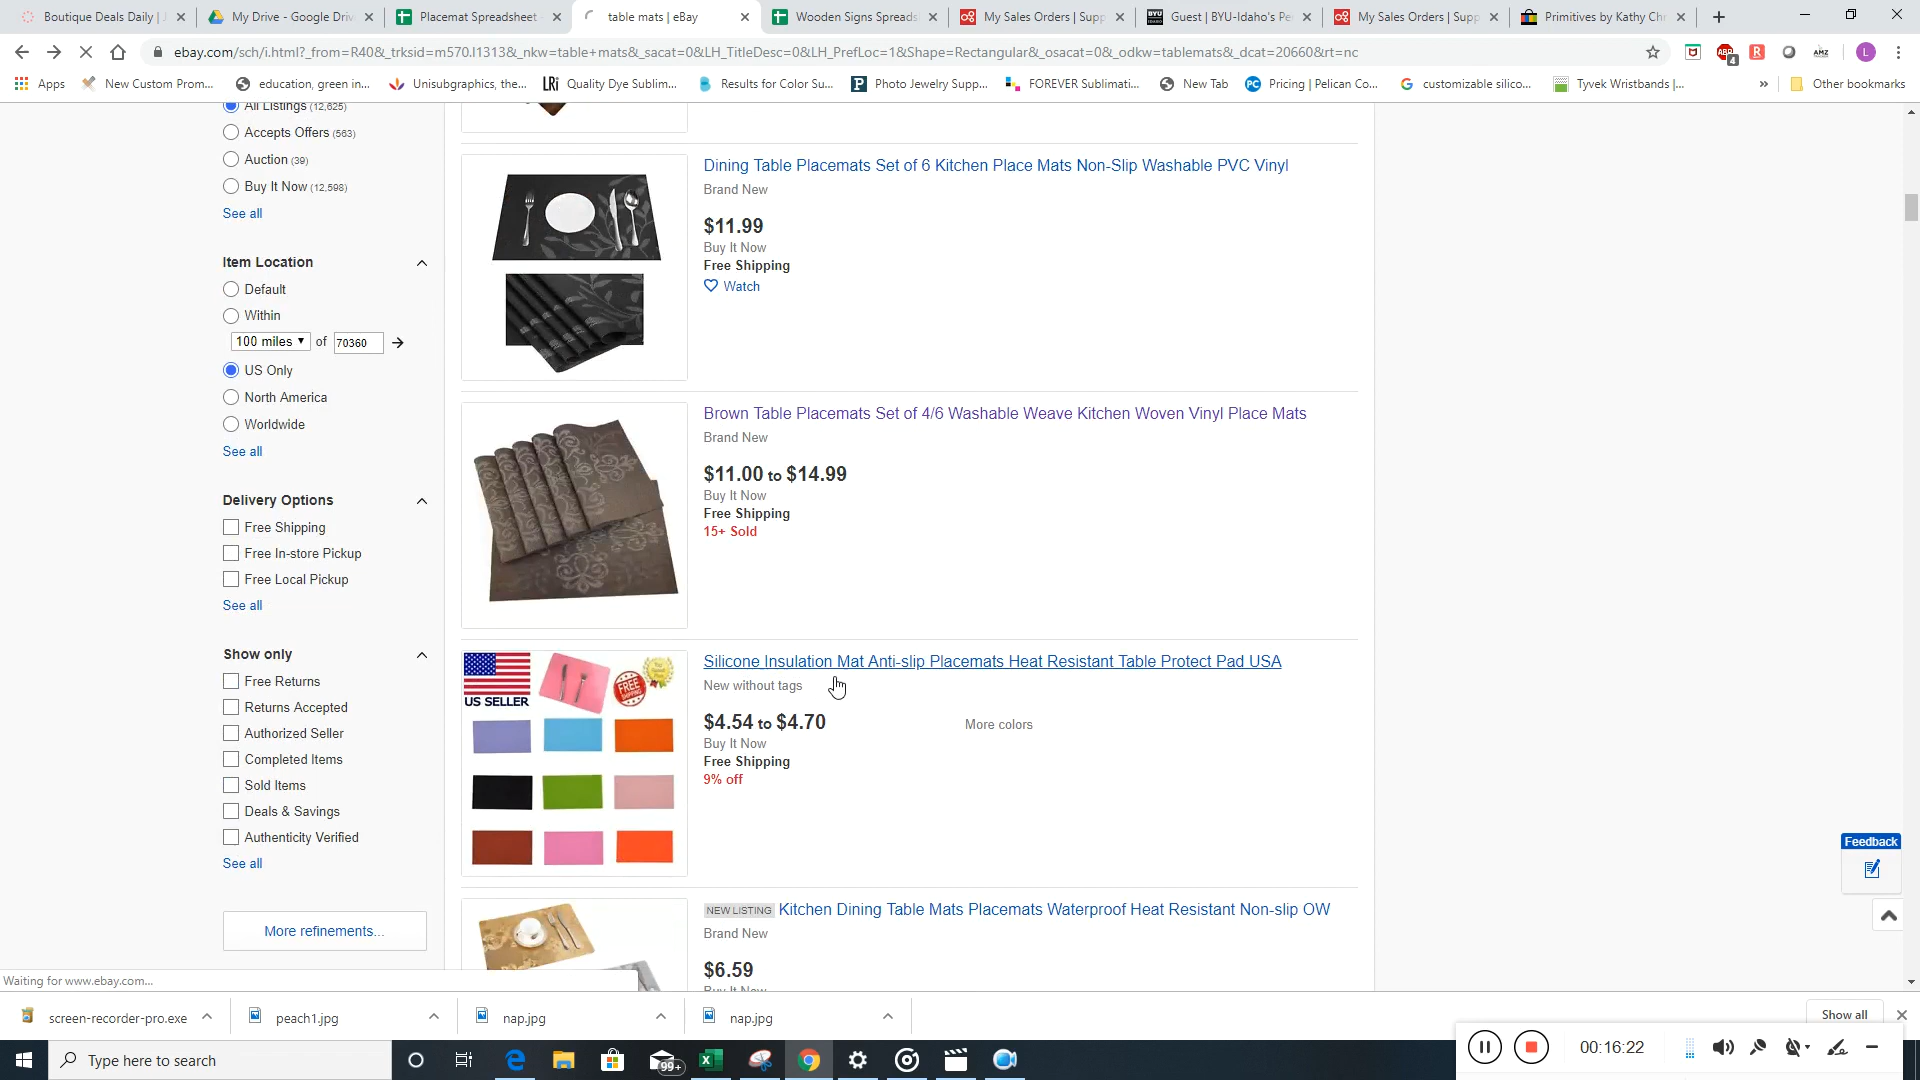 Boutique Deals Daily | J
My Drive - Google Driv
Placemat Spreadsheet -
table mats | eBay
Wooden Signs Spreads
My Sales Orders | Supp
Guest | BYU-Idaho's Pe
My Sales Orders | Supp
Primitives by Kathy Chr
ebay.com/sch/i.html?_from=R40&_trksid=m570.l1313&_nkw=table+mats&_sacat=0&LH_TitleDesc=0&LH_PrefLoc=1&Shape=Rectangular&_osacat=0&_odkw=tablemats&_dcat=20660&rt=nc
ABP
4
R
AMZ
L
Apps
New Custom Prom...
education, green in...
Unisubgraphics, the...
LRi
Quality Dye Sublim...
Results for Color Su...
Photo Jewelry Supp...
FOREVER Sublimati...
New Tab
PC
Pricing | Pelican Co...
customizable silico...
Tyvek Wristbands |...
»
Other bookmarks
All Listings (12,625)
Accepts Offers (563)
Auction (39)
Buy It Now (12,598)
See all
Item Location
Default
Within
100 miles
of
70360
US Only
North America
Worldwide
See all
Delivery Options
Free Shipping
Free In-store Pickup
Free Local Pickup
See all
Show only
Free Returns
Returns Accepted
Authorized Seller
Completed Items
Sold Items
Deals & Savings
Authenticity Verified
See all
More refinements...
Dining Table Placemats Set of 6 Kitchen Place Mats Non-Slip Washable PVC Vinyl
Brand New
$11.99
Buy It Now
Free Shipping
Watch
Brown Table Placemats Set of 4/6 Washable Weave Kitchen Woven Vinyl Place Mats
Brand New
$11.00 to $14.99
Buy It Now
Free Shipping
15+ Sold
US SELLER
FREE
Silicone Insulation Mat Anti-slip Placemats Heat Resistant Table Protect Pad USA
New without tags
$4.54 to $4.70
More colors
Buy It Now
Free Shipping
9% off
NEW LISTING Kitchen Dining Table Mats Placemats Waterproof Heat Resistant Non-slip OW
Brand New
$6.59
Buy It Now
Feedback
Waiting for www.ebay.com...
screen-recorder-pro.exe
peach1.jpg
nap.jpg
nap.jpg
Show all
Type here to search
99+
00:16:22